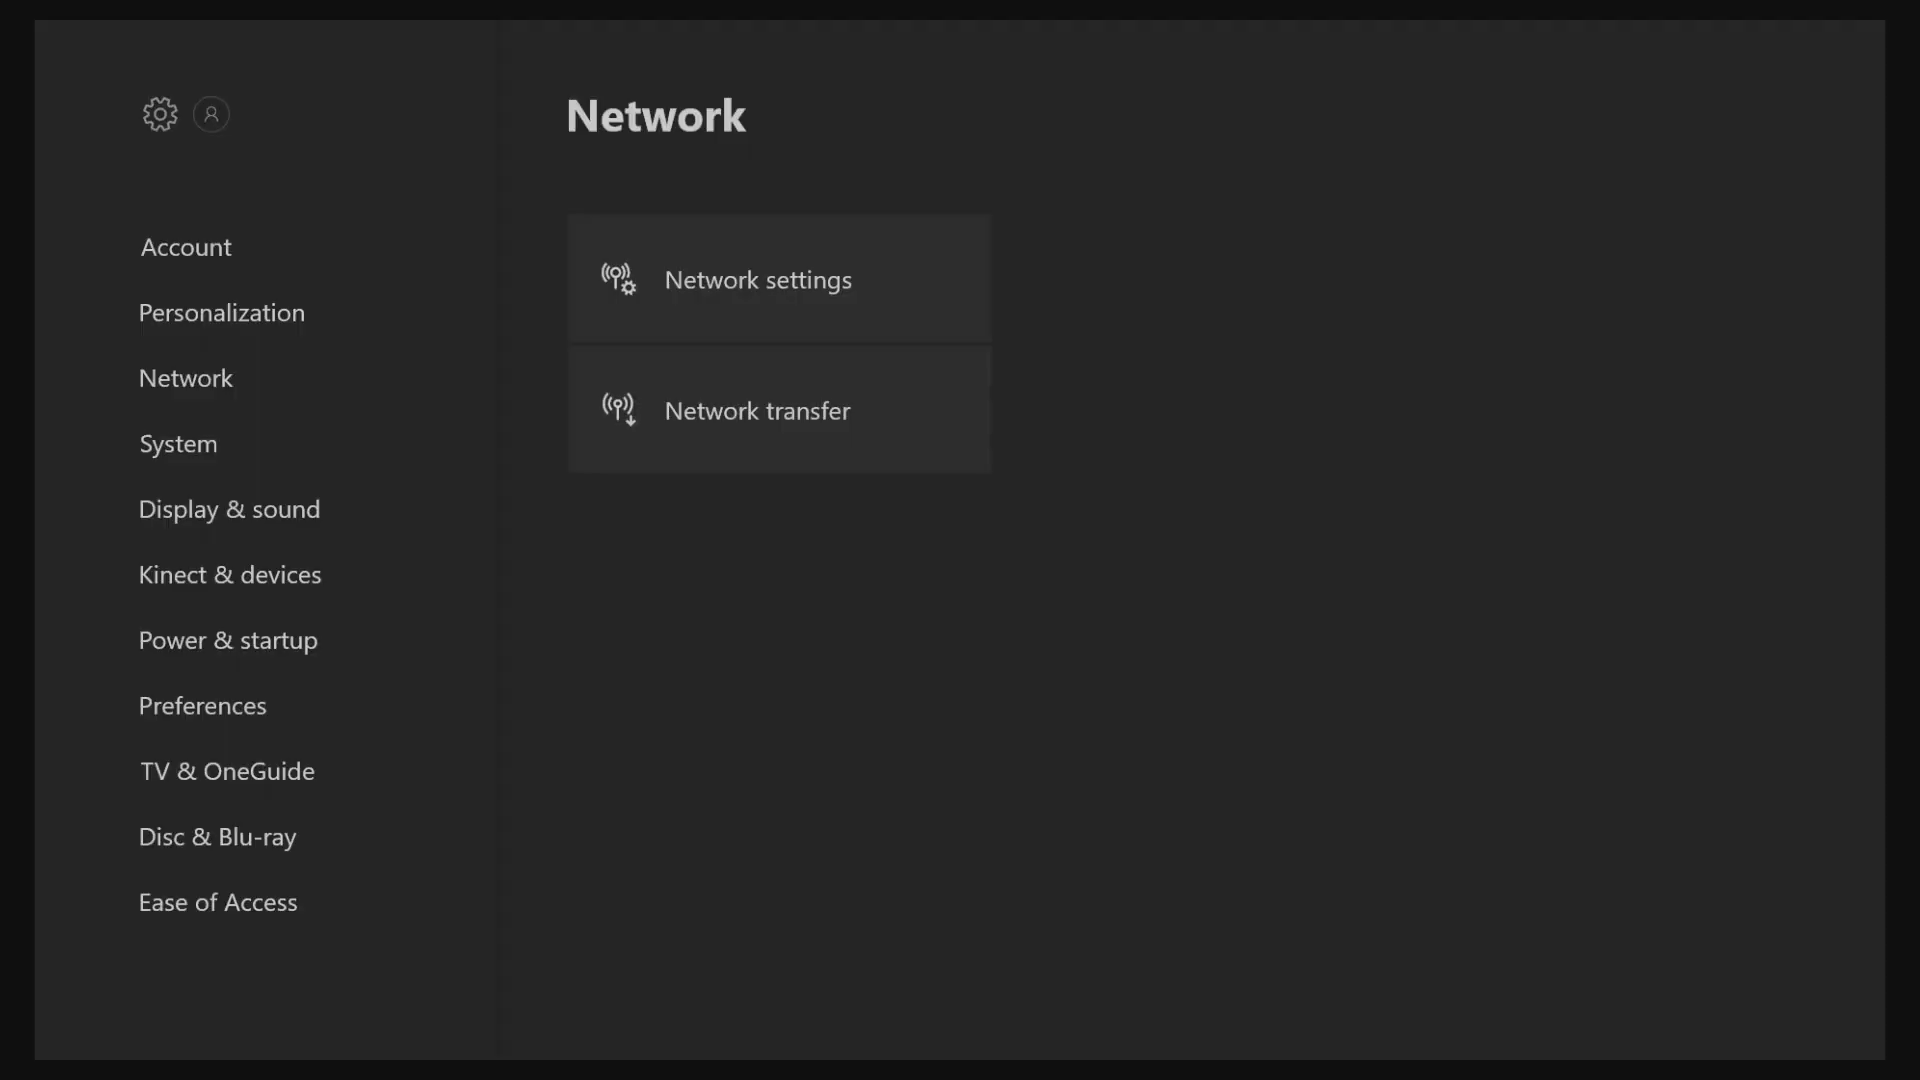 Network
Account
Personalization
Network
System
Display & sound
Kinect & devices
Power & startup
Preferences
TV & OneGuide
Disc & Blu-ray
Ease of Access
Network settings
Network transfer